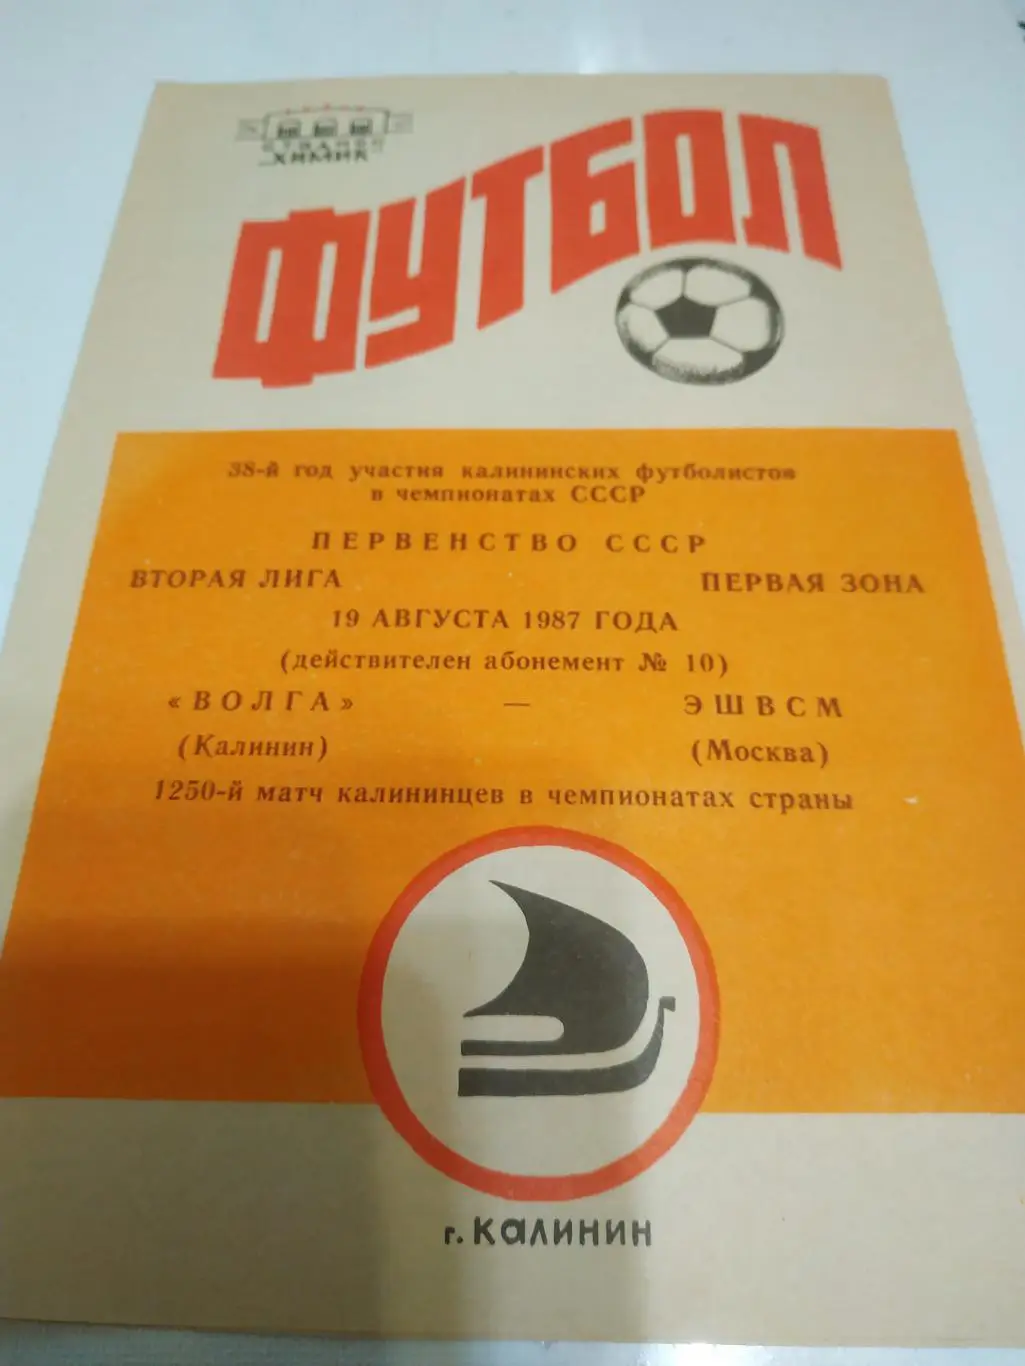 СТАДИОН
„ХИМИК"
ФУТБОЛ
38-й год участия калининских футболистов
в чемпионатах СССР
ПЕРВЕНСТВО СССР
ВТОРАЯ ЛИГА ПЕРВАЯ ЗОНА
19 АВГУСТА 1987 ГОДА
(действителен абонемент № 10)
«ВОЛГА» — ЭШВСМ
(Калинин) (Москва)
1250-й матч калининцев в чемпионатах страны
г. КАЛИНИН